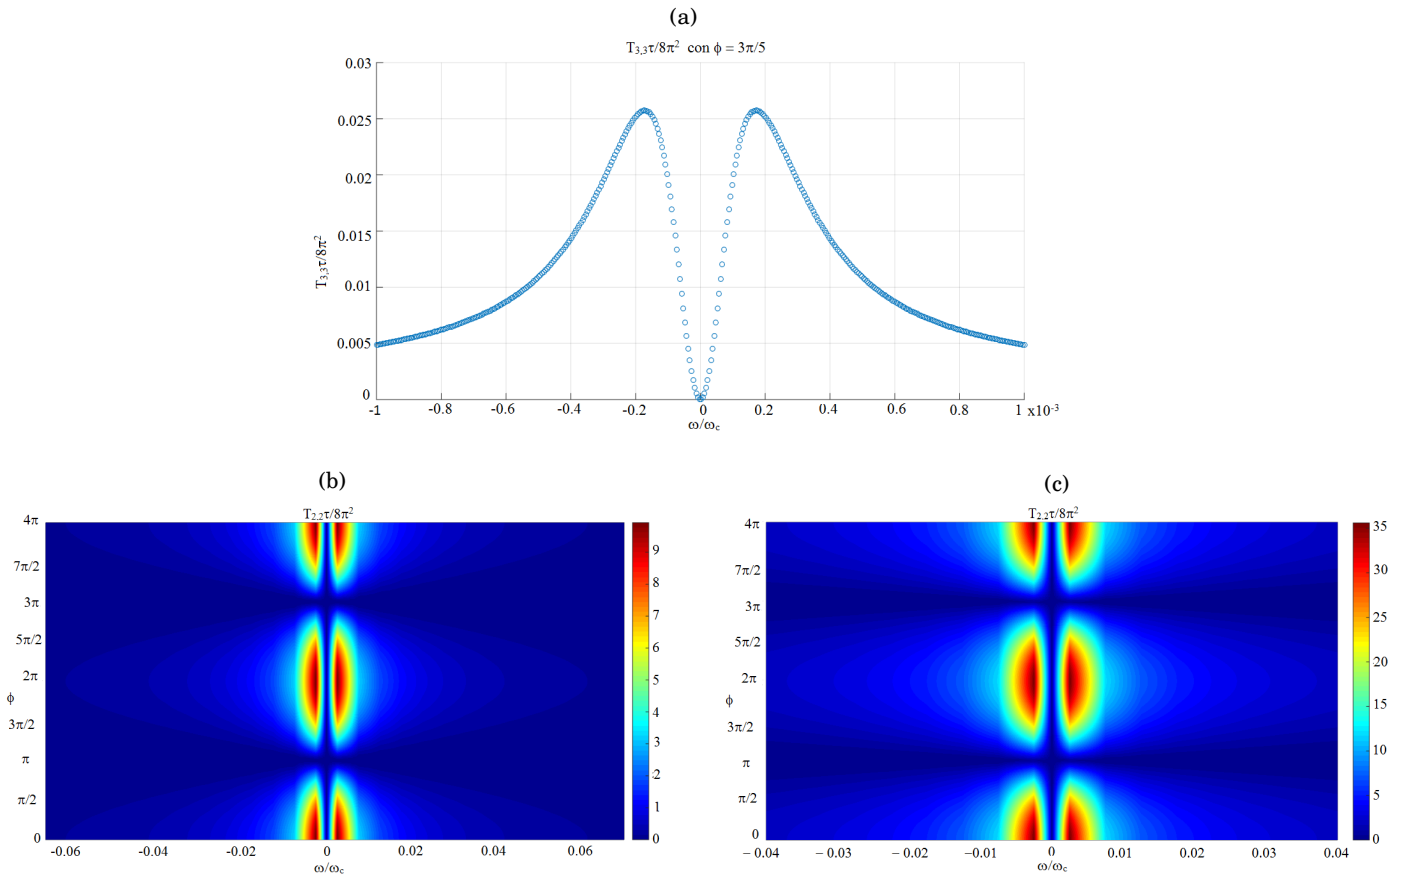 (a)
T3,3τ/8π² con ϕ = 3π/5
T3,3τ/8π²
0.03
0.025
0.02
0.015
0.01
0.005
0
-1 -0.8 -0.6 -0.4 -0.2 0 0.2 0.4 0.6 0.8 1 x10-3
ω/ωc
(b)
T2,2τ/8π²
4π
7π/2
3π
5π/2
2π
ϕ
3π/2
π
π/2
0
-0.06 -0.04 -0.02 0 0.02 0.04 0.06
ω/ωc
9
8
7
6
5
4
3
2
1
0
(c)
T2,2τ/8π²
4π
7π/2
3π
5π/2
2π
ϕ
3π/2
π
π/2
0
−0.04 −0.03 −0.02 −0.01 0 0.01 0.02 0.03 0.04
ω/ωc
35
30
25
20
15
10
5
0